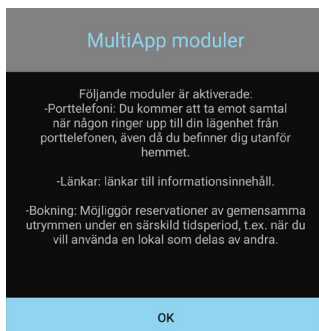 MultiApp moduler
Följande moduler är aktiverade:
-Porttelefoni: Du kommer att ta emot samtal
när någon ringer upp till din lägenhet från
porttelefonen, även då du befinner dig utanför
hemmet.
-Länkar: länkar till informationsinnehåll.
-Bokning: Möjliggör reservationer av gemensamma
utrymmen under en särskild tidsperiod, t.ex. när du
vill använda en lokal som delas av andra.
OK